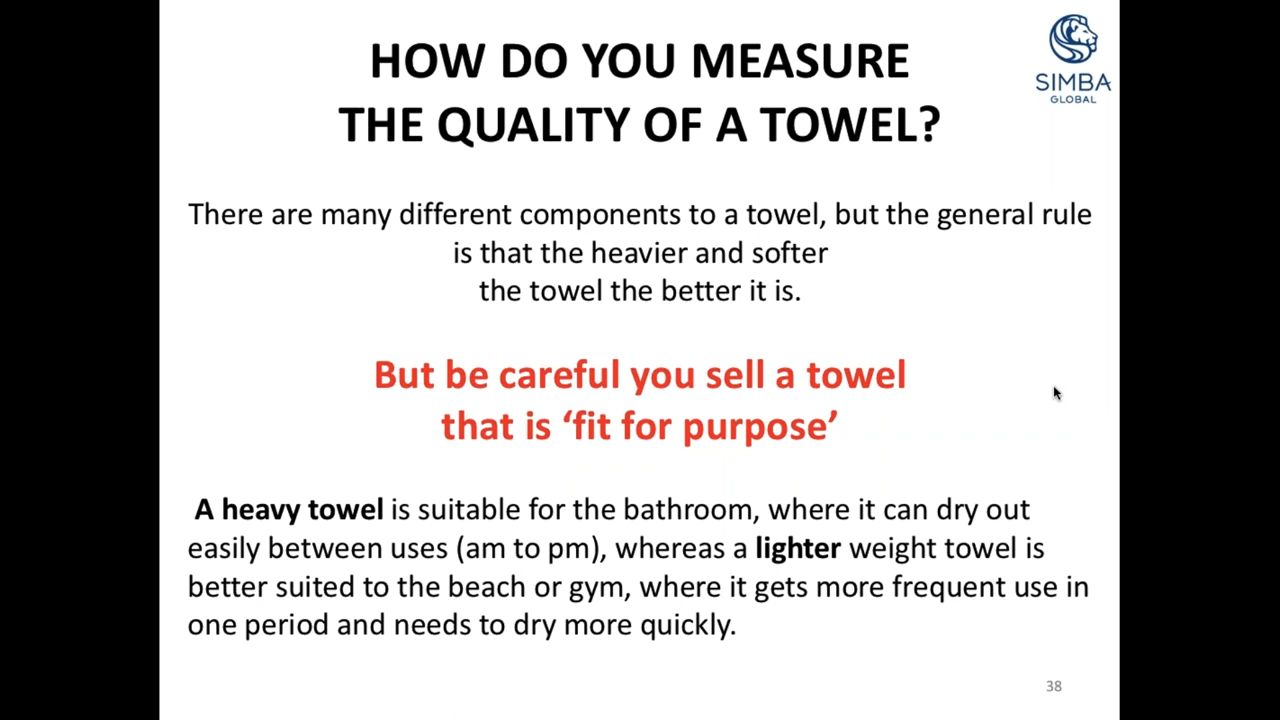 HOW DO YOU MEASURE
THE QUALITY OF A TOWEL?
SIMBA
GLOBAL
There are many different components to a towel, but the general rule
is that the heavier and softer
the towel the better it is.
But be careful you sell a towel
that is ‘fit for purpose’
A heavy towel is suitable for the bathroom, where it can dry out
easily between uses (am to pm), whereas a lighter weight towel is
better suited to the beach or gym, where it gets more frequent use in
one period and needs to dry more quickly.
38